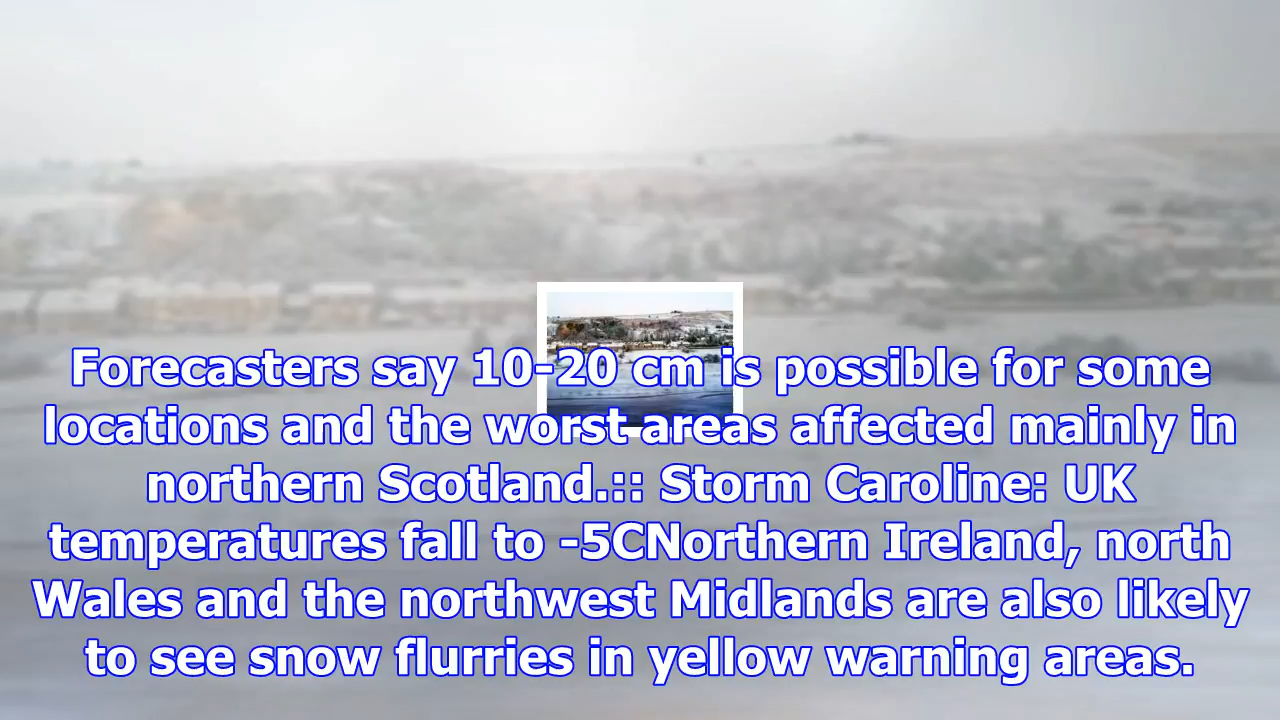 Forecasters say 10-20 cm is possible for some
locations and the worst areas affected mainly in
northern Scotland.:: Storm Caroline: UK
temperatures fall to -5CNorthern Ireland, north
Wales and the northwest Midlands are also likely
to see snow flurries in yellow warning areas.